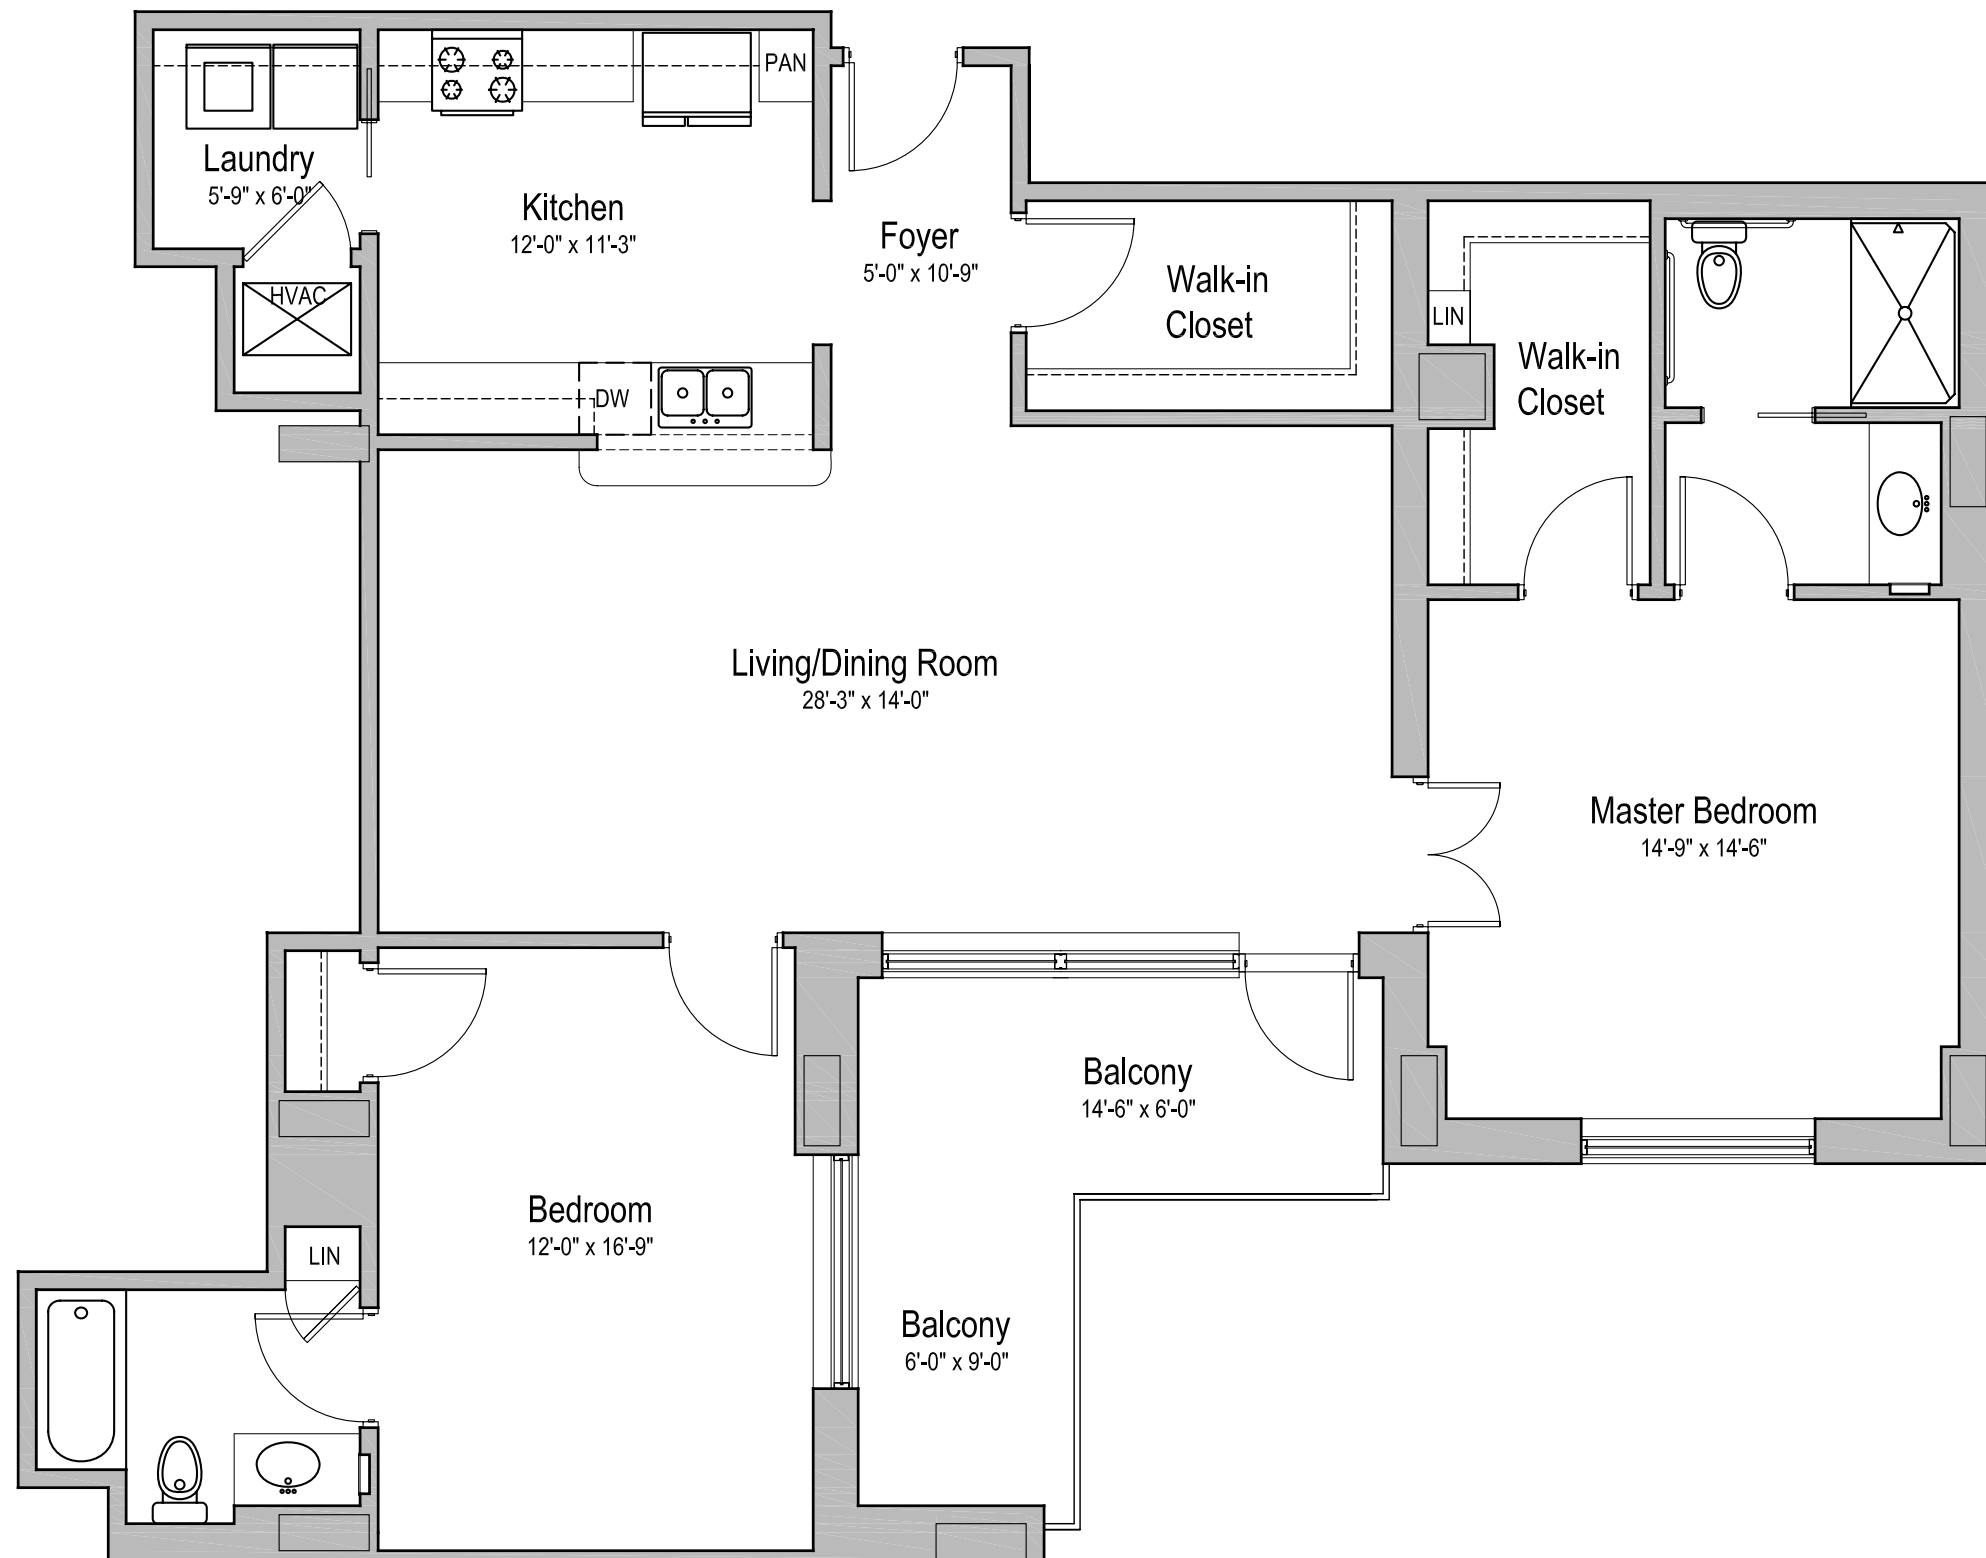 PAN
Laundry
5'-9" x 6'-0"
Kitchen
12'-0" x 11'-3"
Foyer
5'-0" x 10'-9"
Walk-in
Closet
HVAC
LIN
Walk-in
Closet
DW
Living/Dining Room
28'-3" x 14'-0"
Master Bedroom
14'-9" x 14'-6"
Balcony
14'-6" x 6'-0"
Bedroom
12'-0" x 16'-9"
LIN
Balcony
6'-0" x 9'-0"